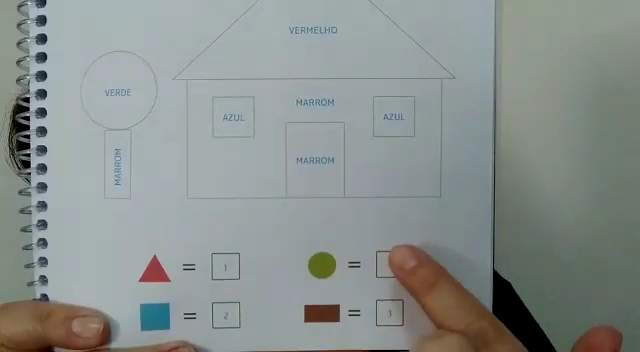 VERMELHO
VERDE
MARROM
AZUL
AZUL
MARROM
MARROM
= 1
=
= 2
= 3